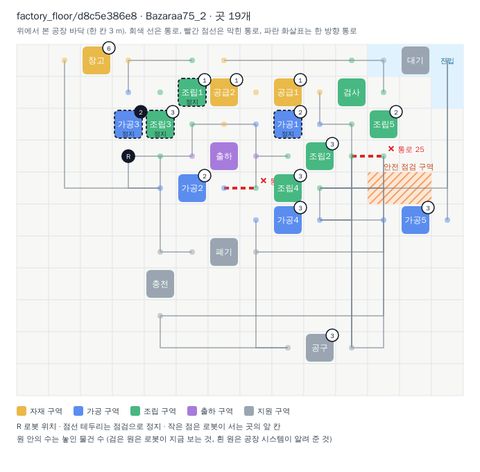 factory_floor/d8c5e386e8 · Bazaraa75_2 · 곳 19개
위에서 본 공장 바닥 (한 칸 3 m). 회색 선은 통로, 빨간 점선은 막힌 통로, 파란 화살표는 한 방향 통로
창고 6
대기
진입
조립1 정지 1
공급2 1
공급1 1
검사
가공3 정지 2
조립3 정지 3
가공1 정지 2
조립5 2
R
출하
조립2 3
✕ 통로 25
안전 점검 구역
가공2 3
✕ 통
조립4 3
가공4 3
가공5 3
폐기
충전
공구 3
자재 구역 가공 구역 조립 구역 출하 구역 지원 구역
R 로봇 위치 · 점선 테두리는 점검으로 정지 · 작은 점은 로봇이 서는 곳의 앞 칸
원 안의 수는 놓인 물건 수 (검은 원은 로봇이 지금 보는 것, 흰 원은 공장 시스템이 알려 준 것)